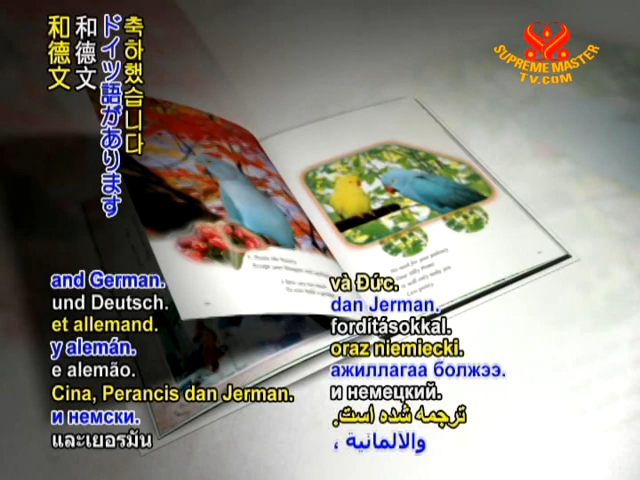 축하했습니다
ドイツ語があります
和德文
和德文
SUPREME MASTER
TV.COM
and German.
und Deutsch.
et allemand.
y alemán.
e alemão.
Cina, Perancis dan Jerman.
и немски.
และเยอรมัน
và Đức.
dan Jerman.
fordításokkal.
oraz niemiecki.
ажиллагаа болжээ.
и немецкий.
ترجمه شده است.
والألمانية ،